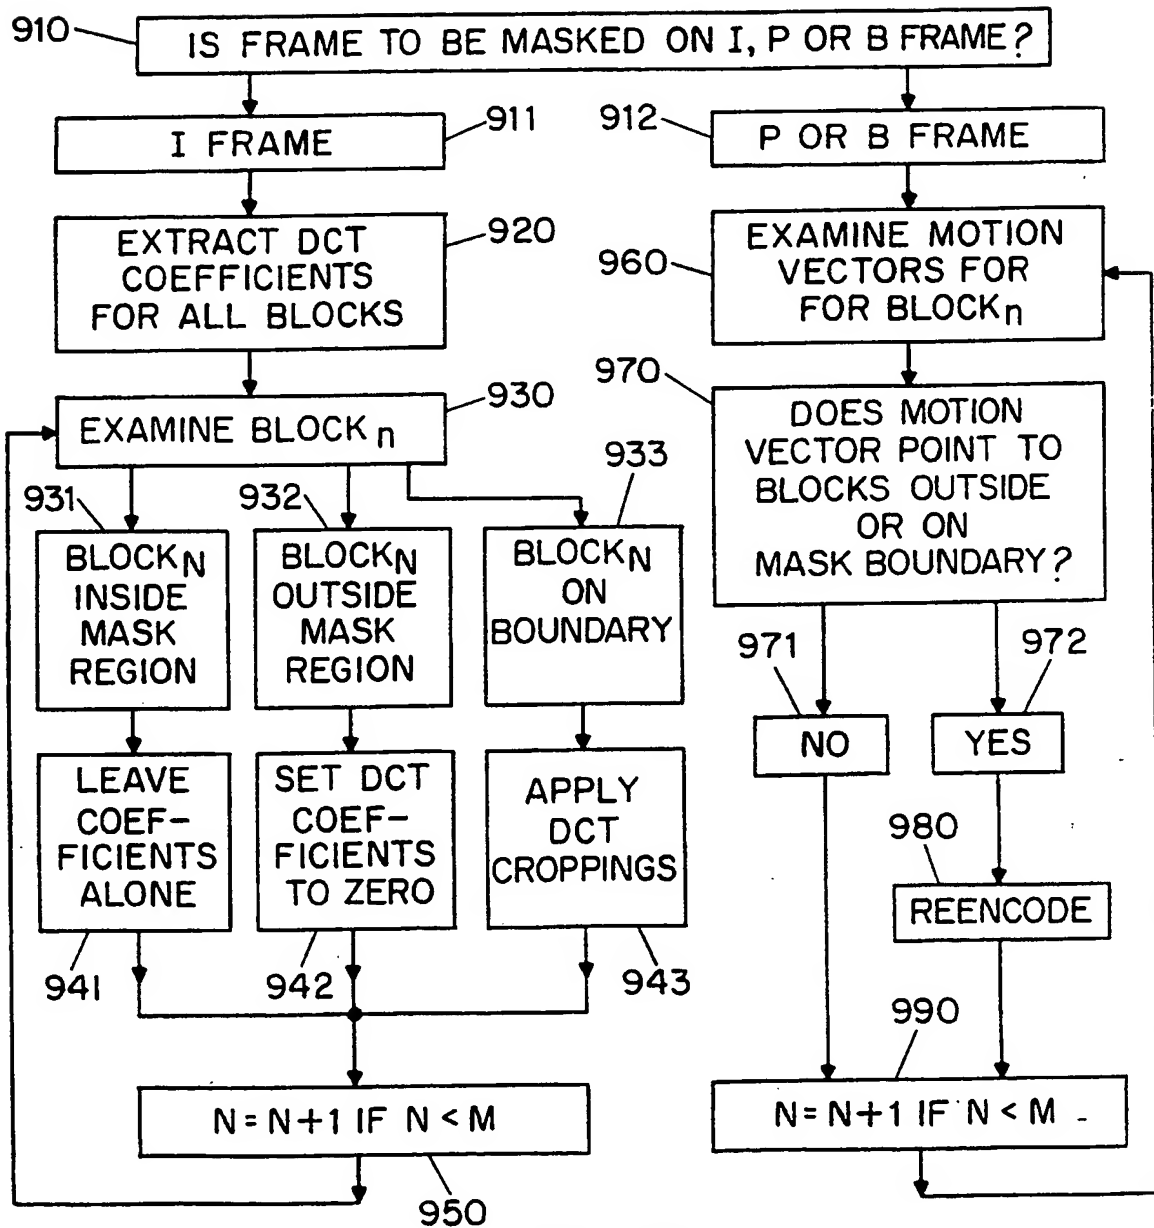 910
IS FRAME TO BE MASKED ON I, P OR B FRAME?
I FRAME
911
912
P OR B FRAME
EXTRACT DCT
COEFFICIENTS
FOR ALL BLOCKS
920
960
EXAMINE MOTION
VECTORS FOR
FOR BLOCKn
930
EXAMINE BLOCKn
970
DOES MOTION
VECTOR POINT TO
BLOCKS OUTSIDE
OR ON
MASK BOUNDARY?
931
BLOCKN
INSIDE
MASK
REGION
932
BLOCKN
OUTSIDE
MASK
REGION
933
BLOCKN
ON
BOUNDARY
971
NO
972
YES
LEAVE
COEF-
FICIENTS
ALONE
941
SET DCT
COEF-
FICIENTS
TO ZERO
942
APPLY
DCT
CROPPINGS
943
980
REENCODE
990
N=N+1 IF N<M
950
N=N+1 IF N<M